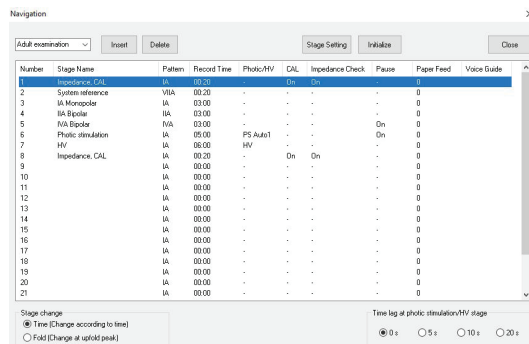 Navigation
Adult examination Insert Delete Stage Setting Initialize Close
Number Stage Name Pattern Record Time Photic/HV CAL Impedance Check Pause Paper Feed Voice Guide
1 Impedance, CAL IA 00:20 - On On - 0
2 System reference VIIA 00:20 - - - - 0
3 IA Monopolar IA 03:00 - - - - 0
4 IIA Bipolar IIA 03:00 - - - - 0
5 IVA Bipolar IVA 03:00 - - - On 0
6 Photic stimulation IA 05:00 PS Auto1 - - On 0
7 HV IA 06:00 HV - - - 0
8 Impedance, CAL IA 00:20 - On On - 0
9 IA 00:00 - - - - 0
10 IA 00:00 - - - - 0
11 IA 00:00 - - - - 0
12 IA 00:00 - - - - 0
13 IA 00:00 - - - - 0
14 IA 00:00 - - - - 0
15 IA 00:00 - - - - 0
16 IA 00:00 - - - - 0
17 IA 00:00 - - - - 0
18 IA 00:00 - - - - 0
19 IA 00:00 - - - - 0
20 IA 00:00 - - - - 0
21 IA 00:00 - - - - 0
Stage change Time lag at photic stimulation/HV stage
Time (Change according to time) 0 s 5 s 10 s 20 s
Fold (Change at upfold peak)